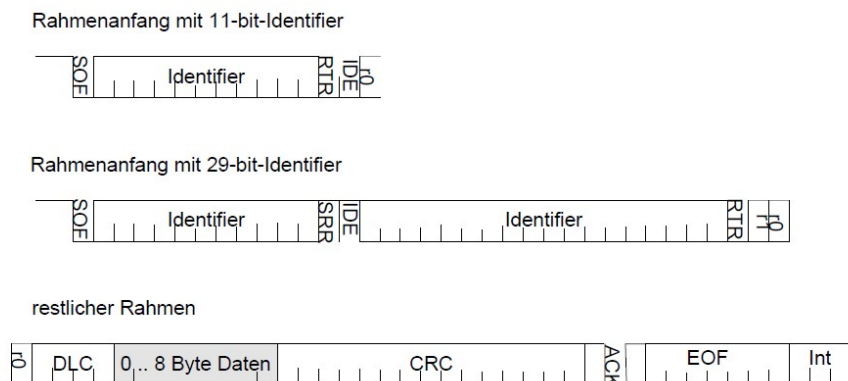 Rahmenanfang mit 11-bit-Identifier
SOF Identifier RTR IDE r0
Rahmenanfang mit 29-bit-Identifier
SOF Identifier SRR IDE Identifier RTR r1 r0
restlicher Rahmen
r0 DLC 0 .. 8 Byte Daten CRC ACK EOF Int